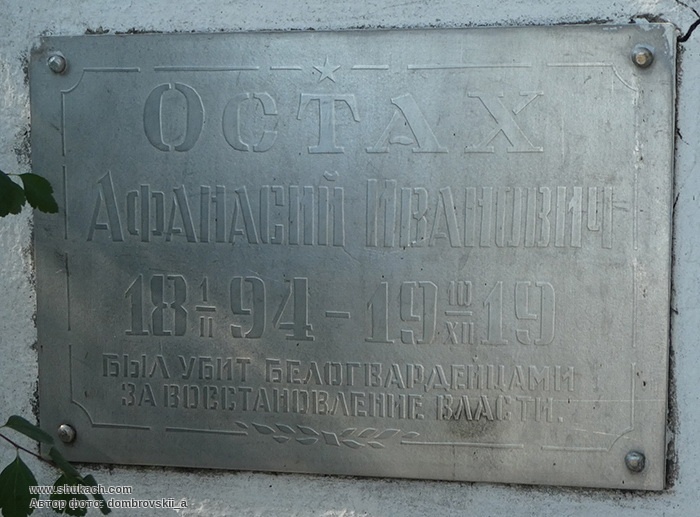 ОСТАХ
АФАНАСИЙ ИВАНОВИЧ
18 1/II 94 - 19 10/XII 19
БЫЛ УБИТ БЕЛОГВАРДЕЙЦАМИ
ЗА ВОССТАНОВЛЕНИЕ ВЛАСТИ.
www.shukach.com
Автор фото: dombrovskii_a